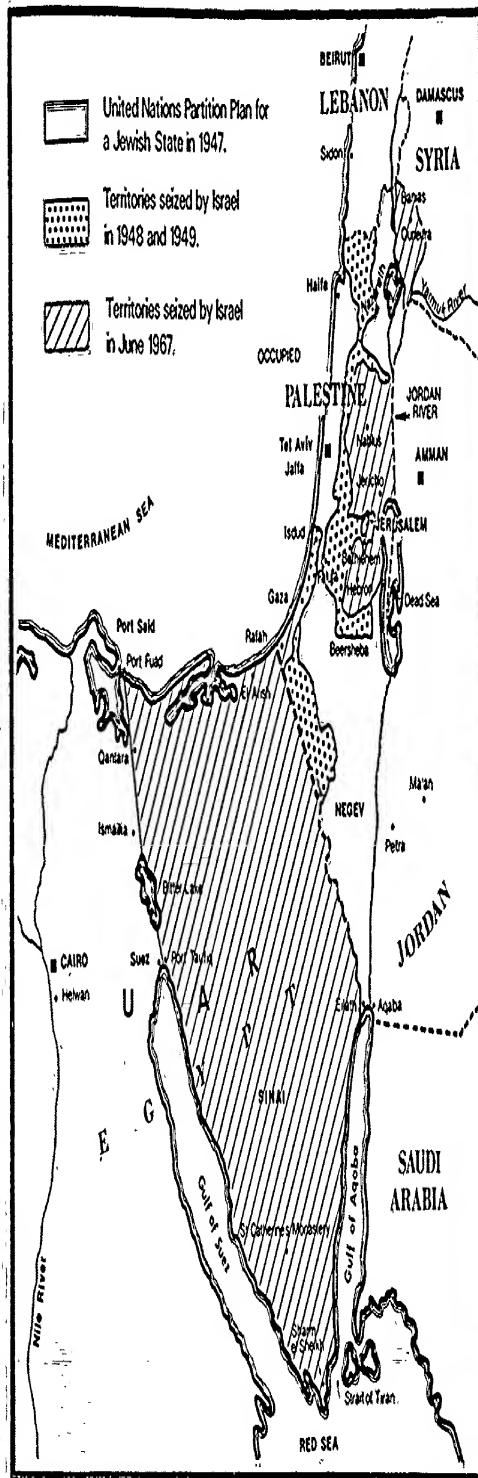 United Nations Partition Plan for
a Jewish State in 1947.
Territories seized by Israel
in 1948 and 1949.
Territories seized by Israel
in June 1967.
BEIRUT
LEBANON
DAMASCUS
Sidon
SYRIA
Banias
Quneitra
Haifa
Nazareth
Yarmuk River
OCCUPIED
PALESTINE
JORDAN
RIVER
Tel Aviv
Jaffa
Nablus
AMMAN
Jericho
MEDITERRANEAN SEA
Isdud
JERUSALEM
Bethlehem
Hebron
Gaza
Dead Sea
Rafah
Beersheba
Port Said
Port Fuad
El Arish
Qantara
NEGEV
Ma'an
Ismailia
Petra
Bitter Lake
JORDAN
CAIRO
Suez
Port Taufiq
Helwan
U A R
Eilath
Aqaba
E G Y P T
SINAI
SAUDI
ARABIA
Gulf of Suez
Gulf of Aqaba
St Catherine's Monastery
Nile River
Sharm
el Sheikh
Strait of Tiran
RED SEA